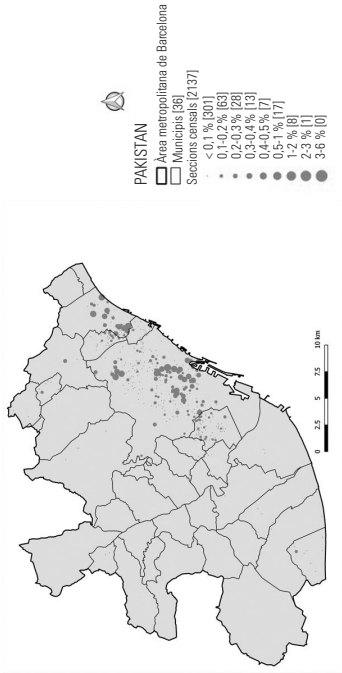 PAKISTAN
Àrea metropolitana de Barcelona
Municipis [36]
Seccions censals [2137]
< 0,1 % [301]
0,1-0,2 % [63]
0,2-0,3 % [28]
0,3-0,4 % [13]
0,4-0,5 % [7]
0,5-1 % [17]
1-2 % [8]
2-3 % [1]
3-6 % [0]
0 2.5 5 7.5 10 km